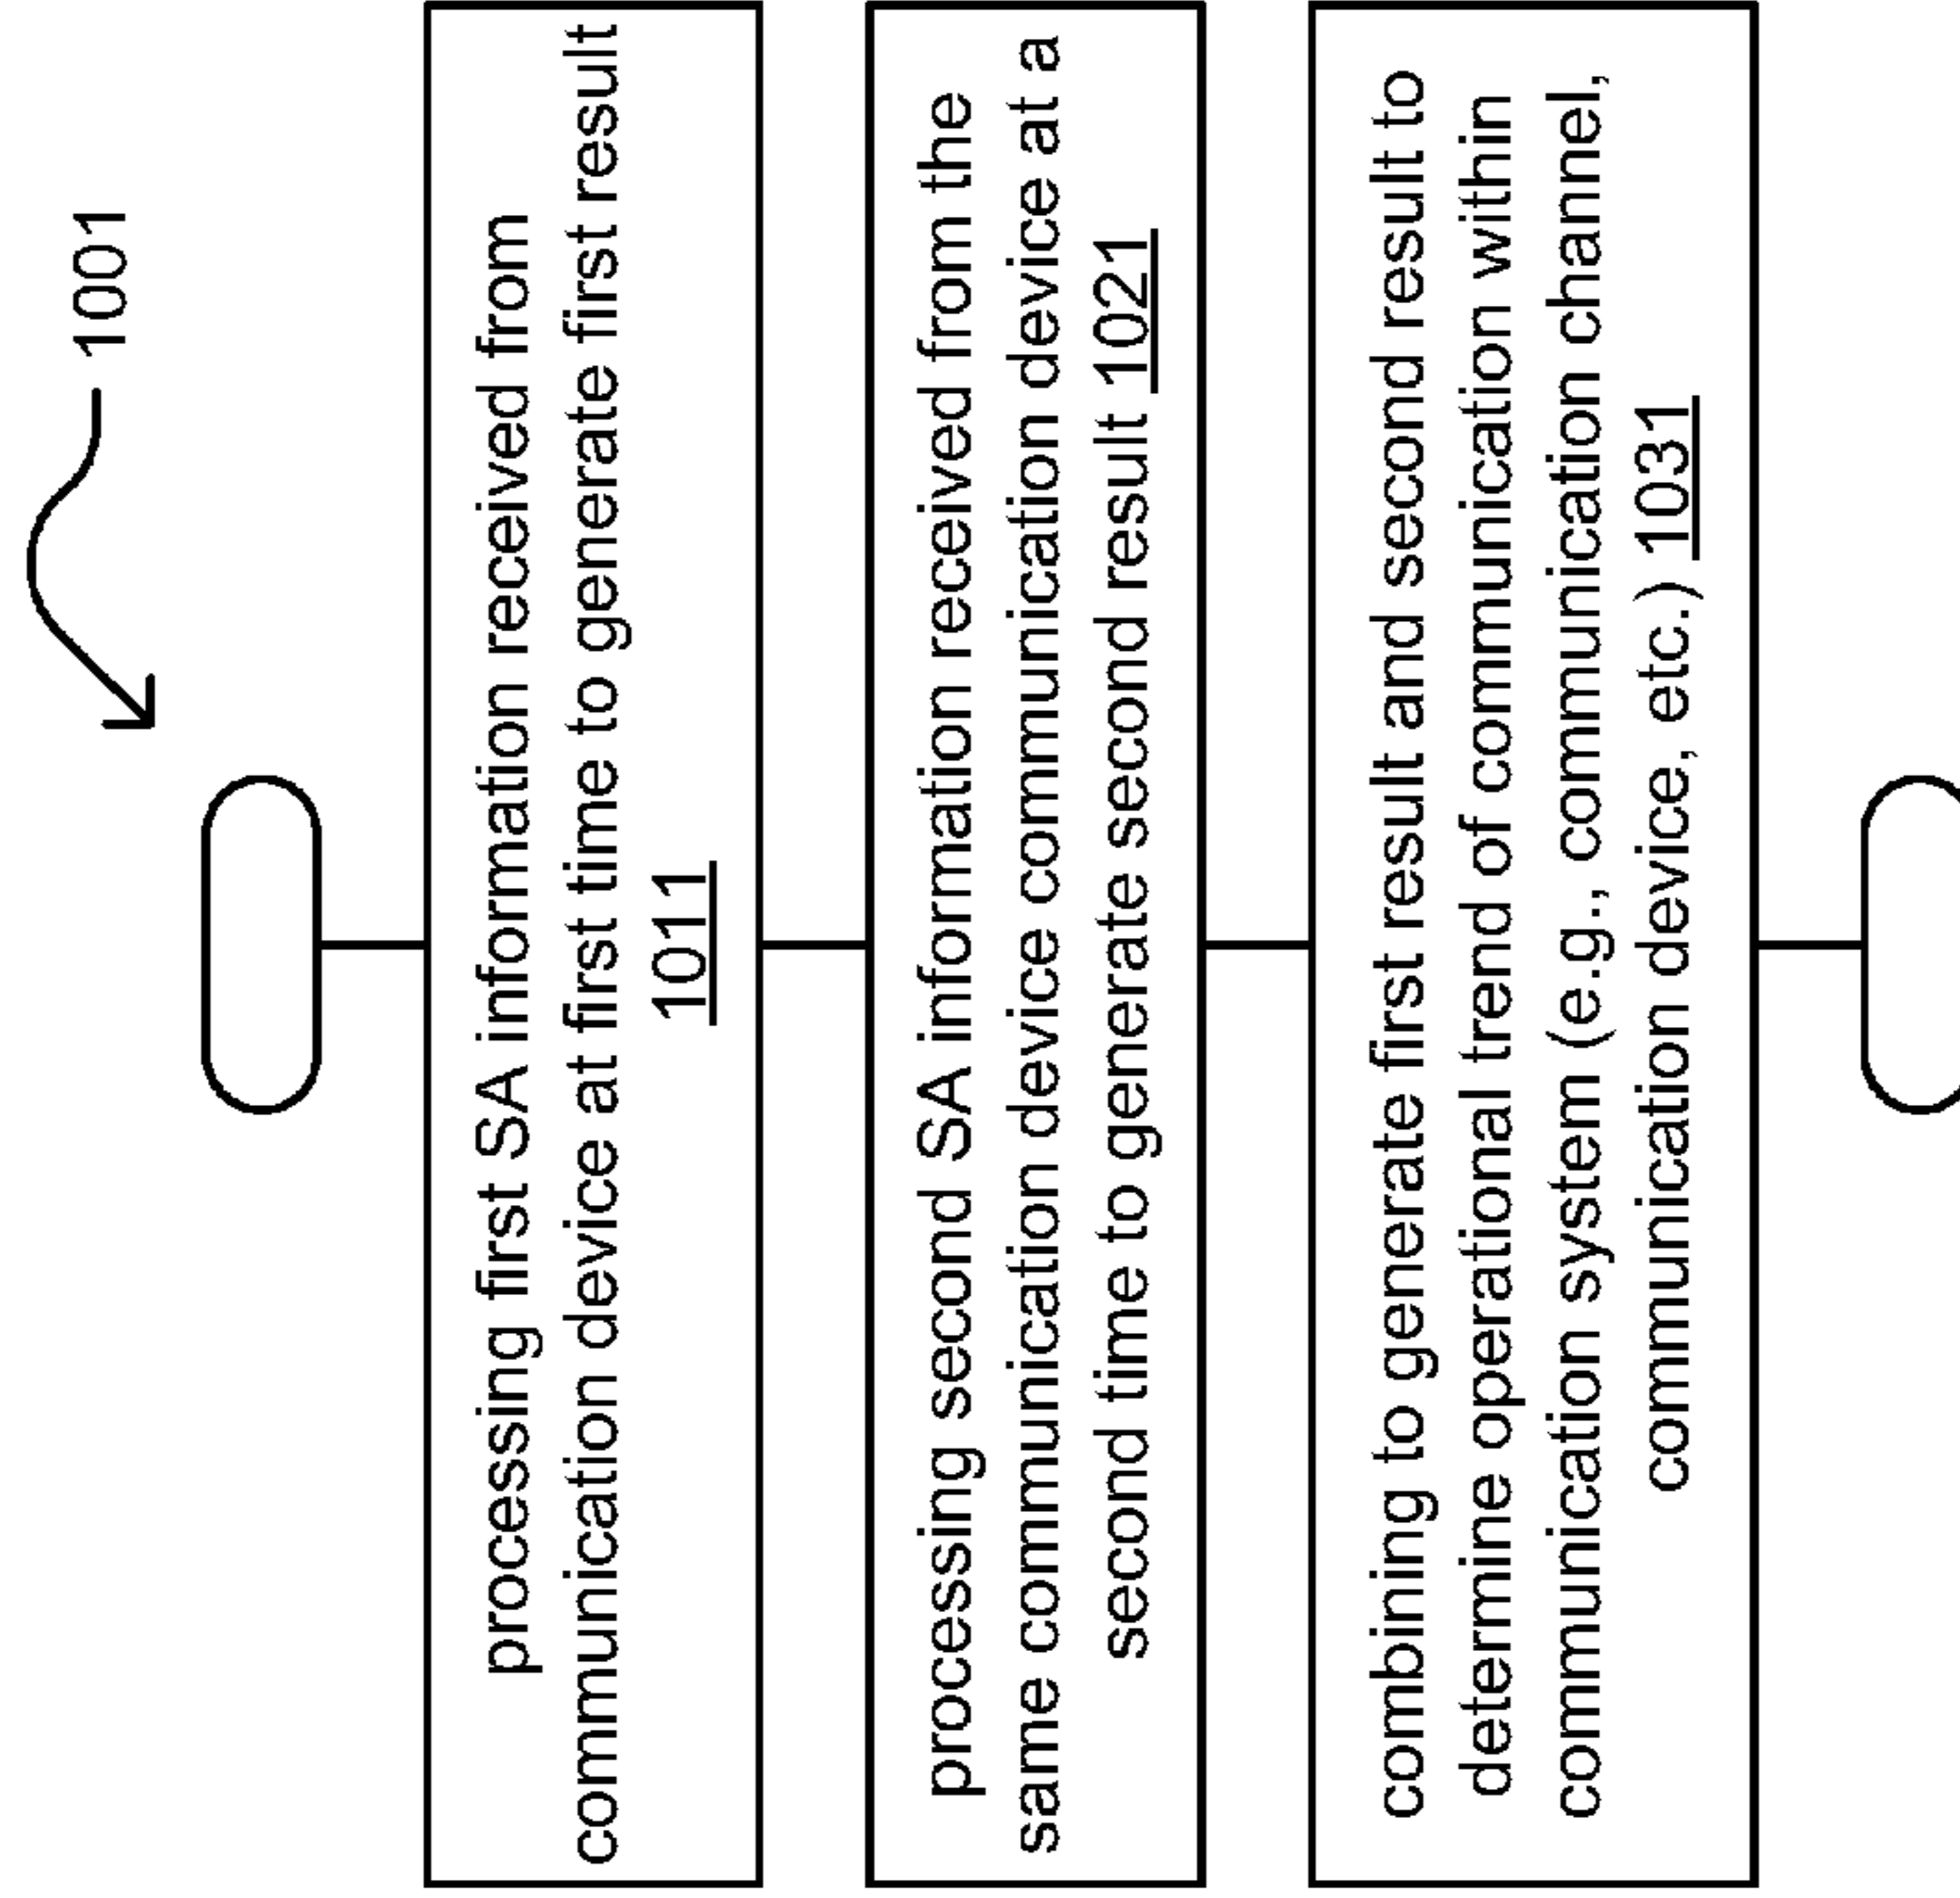 1001
processing first SA information received from
communication device at first time to generate first result
1011
processing second SA information received from the
same communication device communication device at a
second time to generate second result 1021
combining to generate first result and second result to
determine operational trend of communication within
communication system (e.g., communication channel,
communication device, etc.) 1031